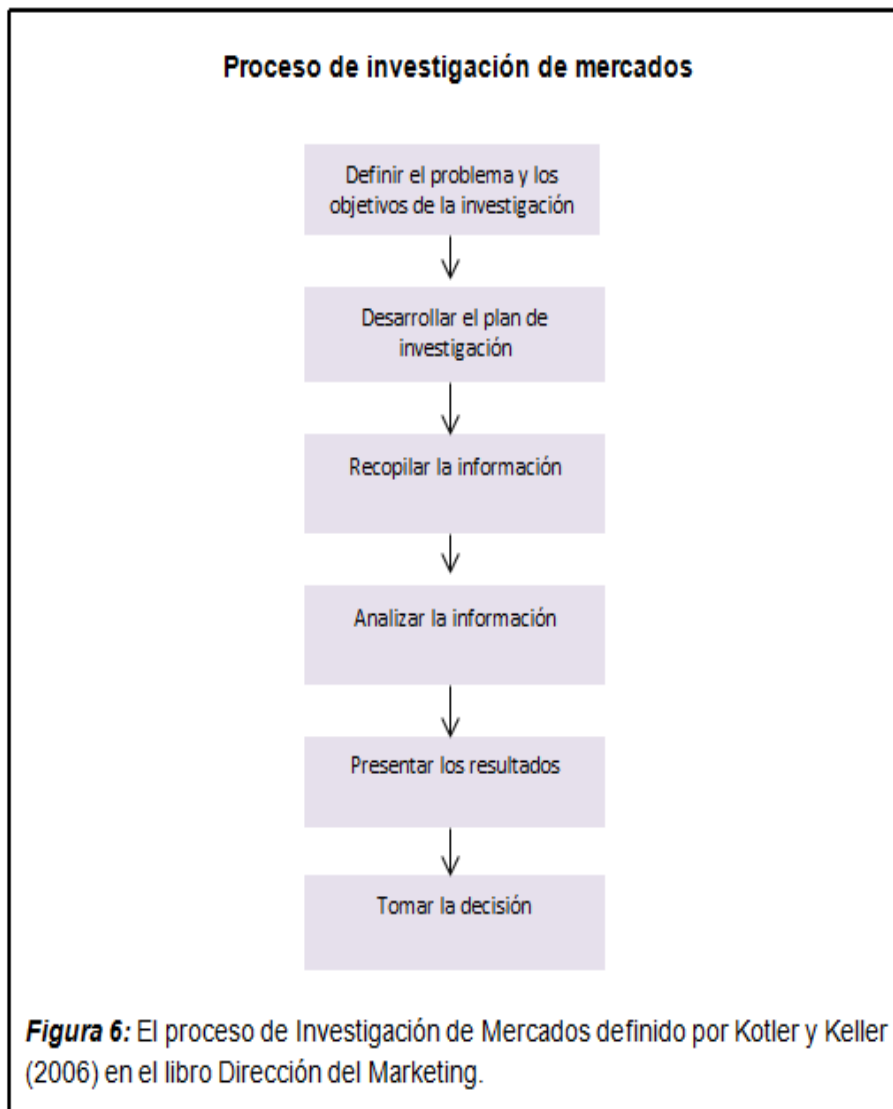 Proceso de investigación de mercados
Definir el problema y los
objetivos de la investigación
Desarrollar el plan de
investigación
Recopilar la información
Analizar la información
Presentar los resultados
Tomar la decisión
Figura 6: El proceso de Investigación de Mercados definido por Kotler y Keller
(2006) en el libro Dirección del Marketing.